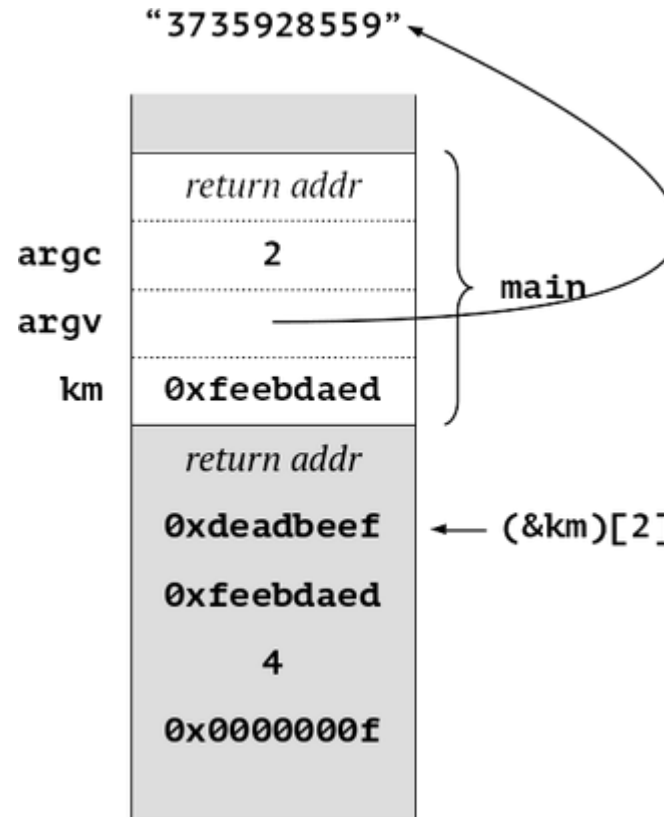 “3735928559”
return addr
argc 2
argv main
km 0xfeebdaed
return addr
0xdeadbeef (&km)[2]
0xfeebdaed
4
0x0000000f